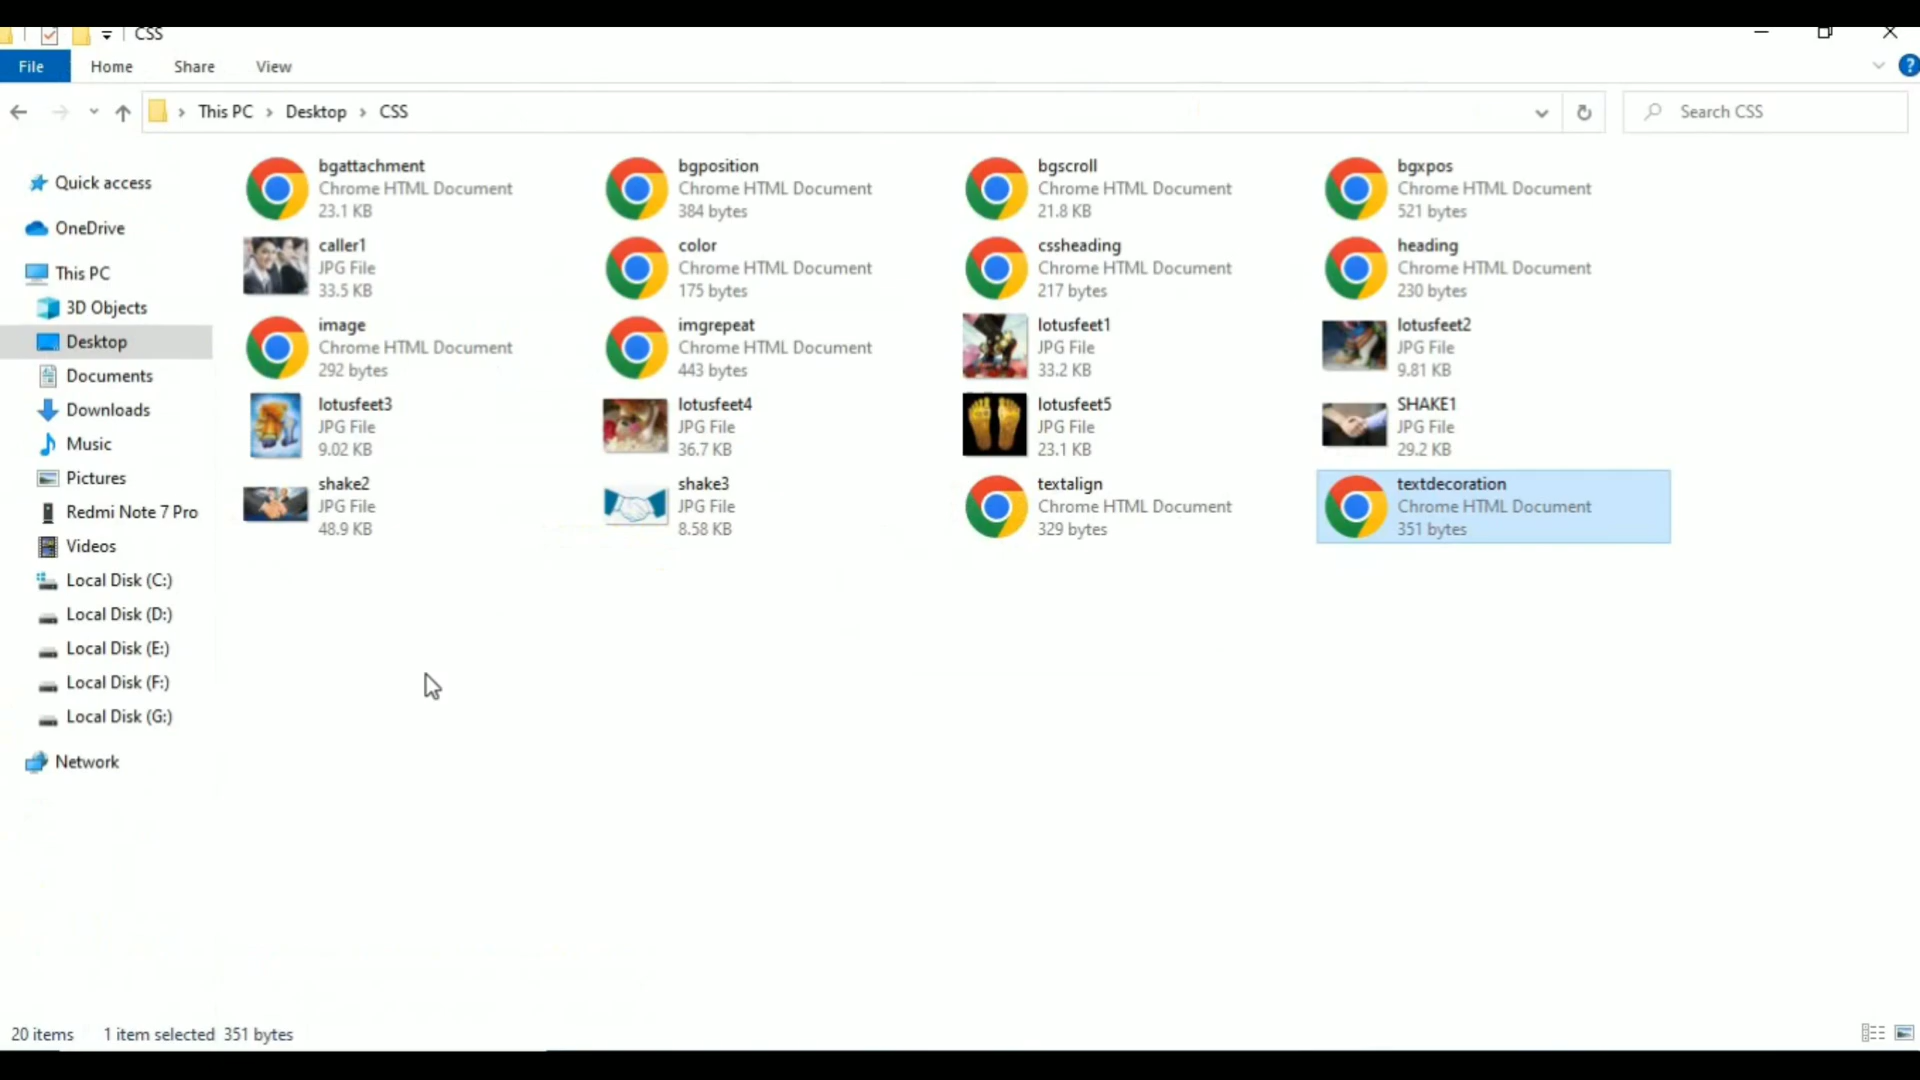 CSS
File Home Share View
This PC Desktop CSS
Search CSS
Quick access
OneDrive
This PC
3D Objects
Desktop
Documents
Downloads
Music
Pictures
Redmi Note 7 Pro
Videos
Local Disk (C:)
Local Disk (D:)
Local Disk (E:)
Local Disk (F:)
Local Disk (G:)
Network
bgattachment
Chrome HTML Document
23.1 KB
bgposition
Chrome HTML Document
384 bytes
bgscroll
Chrome HTML Document
21.8 KB
bgxpos
Chrome HTML Document
521 bytes
caller1
JPG File
33.5 KB
color
Chrome HTML Document
175 bytes
cssheading
Chrome HTML Document
217 bytes
heading
Chrome HTML Document
230 bytes
image
Chrome HTML Document
292 bytes
imgrepeat
Chrome HTML Document
443 bytes
lotusfeet1
JPG File
33.2 KB
lotusfeet2
JPG File
9.81 KB
lotusfeet3
JPG File
9.02 KB
lotusfeet4
JPG File
36.7 KB
lotusfeet5
JPG File
23.1 KB
SHAKE1
JPG File
29.2 KB
shake2
JPG File
48.9 KB
shake3
JPG File
8.58 KB
textalign
Chrome HTML Document
329 bytes
textdecoration
Chrome HTML Document
351 bytes
20 items 1 item selected 351 bytes